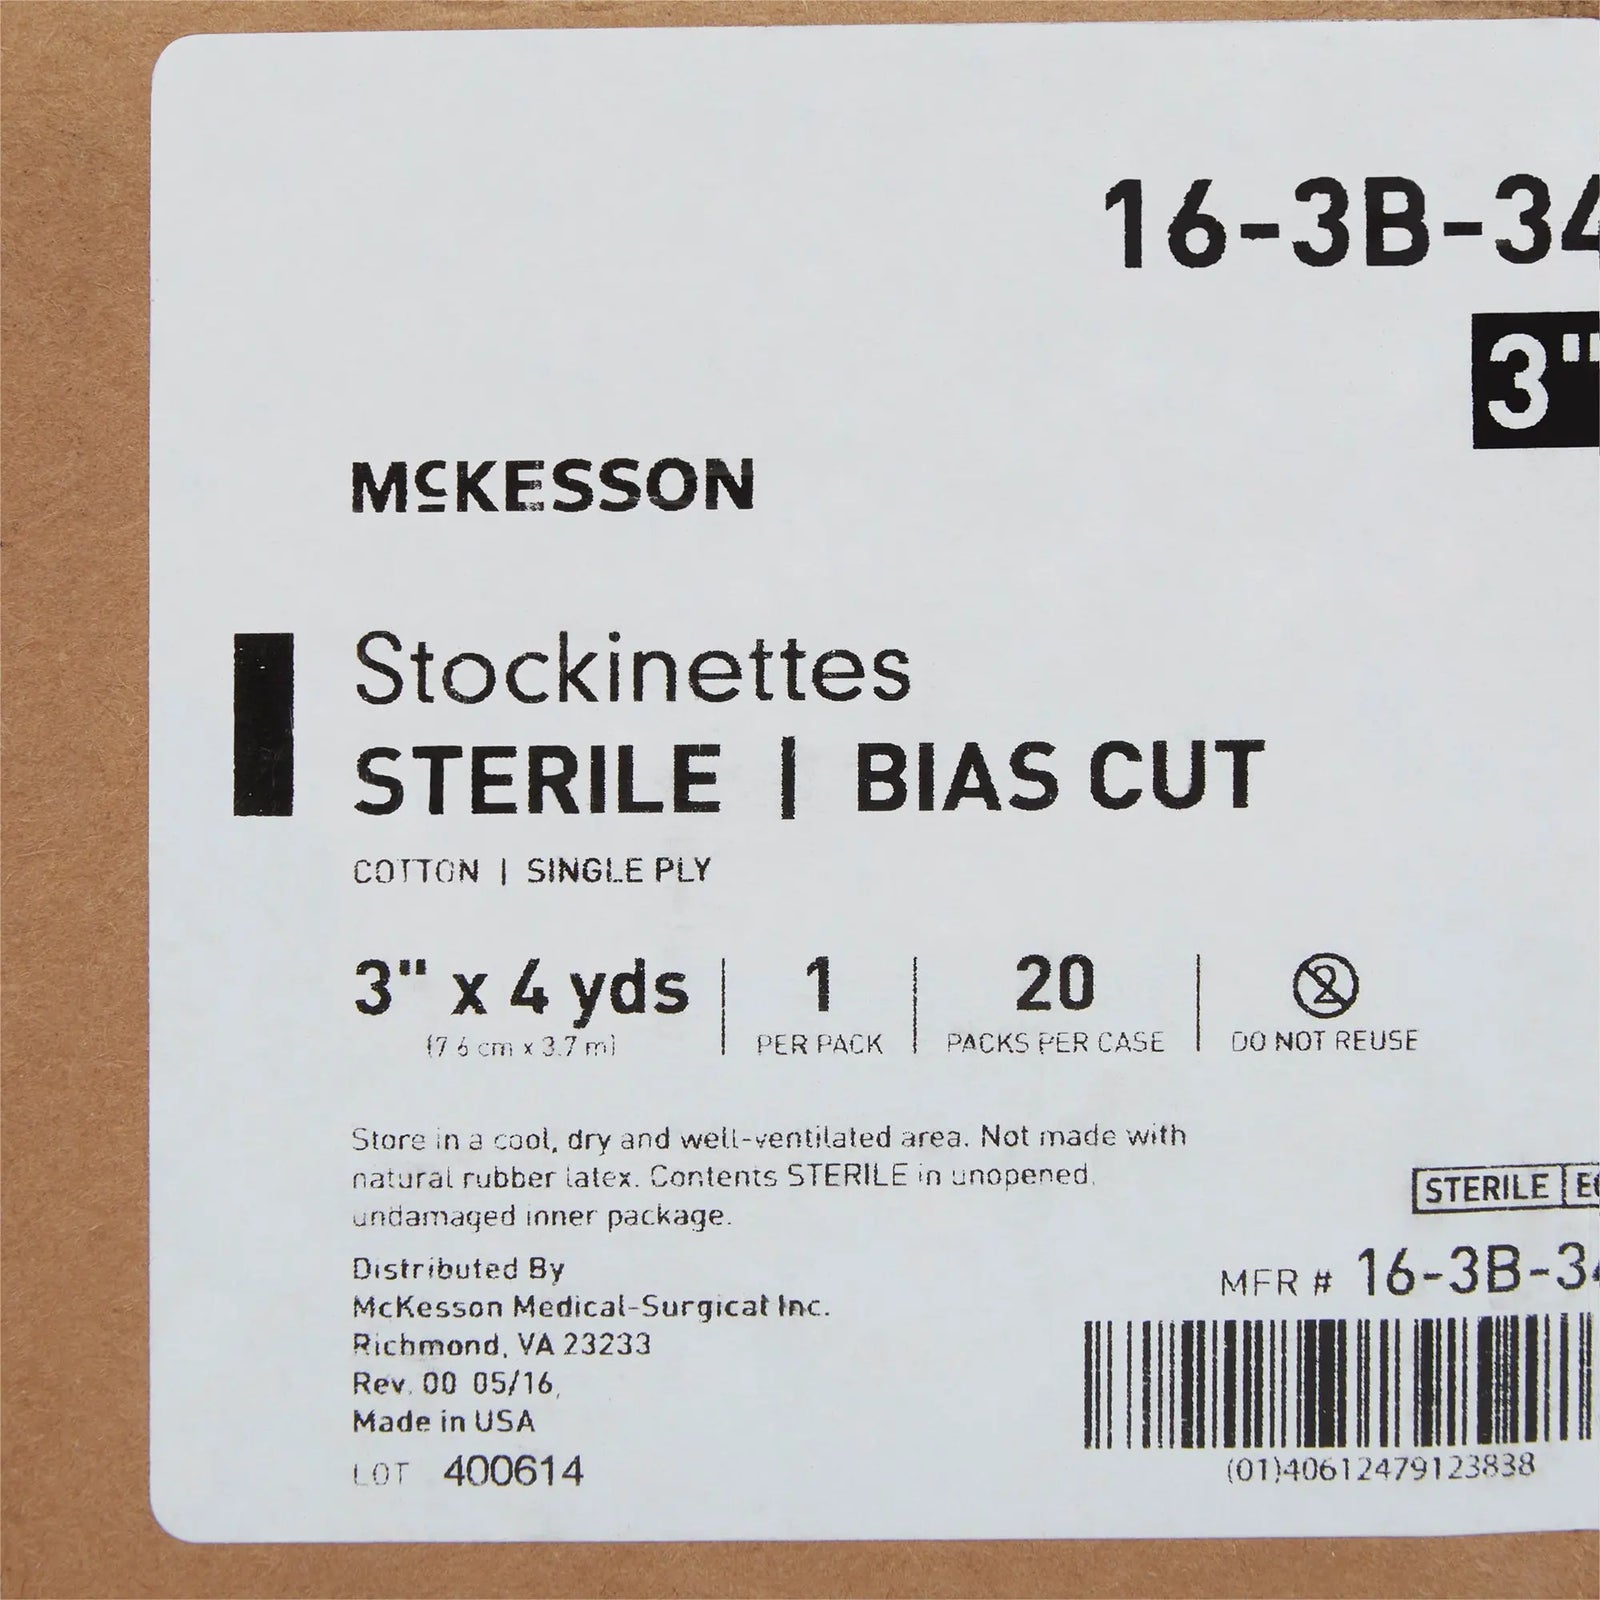 16-3B-34
3"
McKESSON
Stockinettes
STERILE | BIAS CUT
COTTON | SINGLE PLY
3" x 4 yds | 1 | 20
(7.6 cm x 3.7 m) PER PACK PACKS PER CASE DO NOT REUSE
Store in a cool, dry and well-ventilated area. Not made with
natural rubber latex. Contents STERILE in unopened,
undamaged inner package.
STERILE
Distributed By
McKesson Medical-Surgical Inc.
Richmond, VA 23233
Rev. 00 05/16
Made in USA
LOT 400614
MFR # 16-3B-34
(01)40612479123838